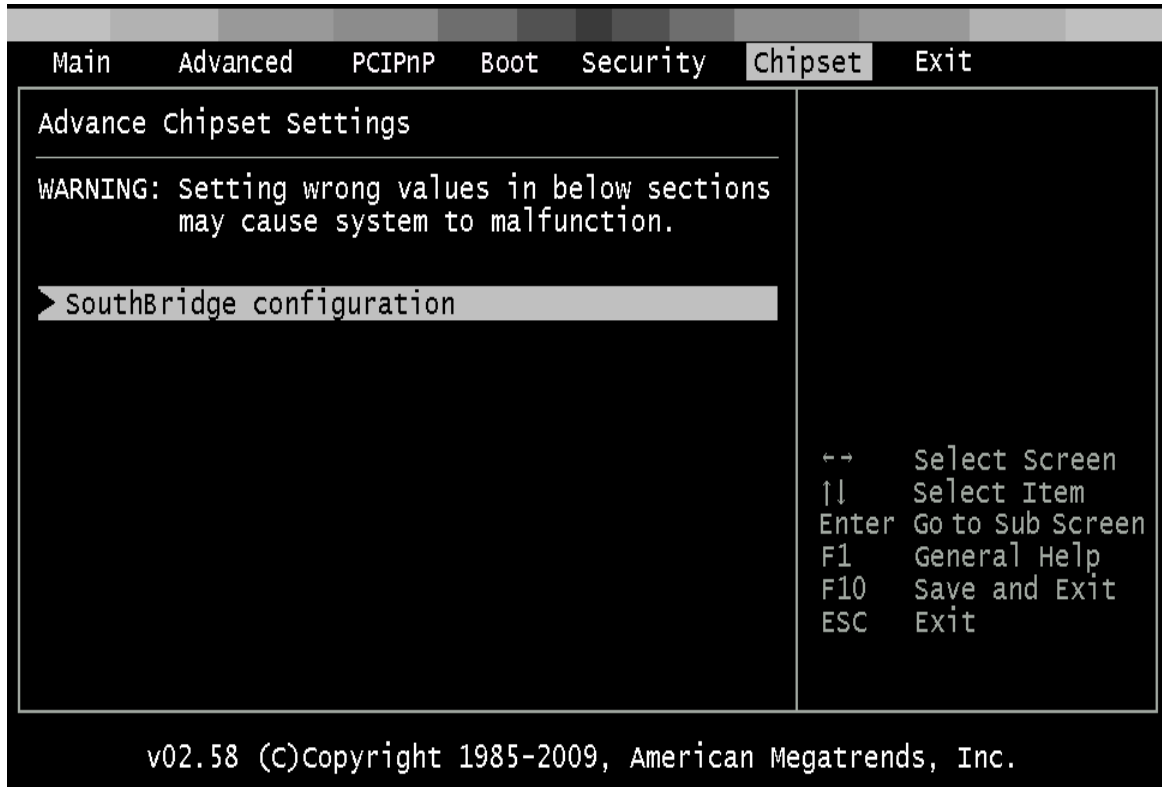 Main Advanced PCIPnP Boot Security Chipset Exit
Advance Chipset Settings
WARNING: Setting wrong values in below sections
may cause system to malfunction.
SouthBridge configuration
←→ Select Screen
↑↓ Select Item
Enter Go to Sub Screen
F1 General Help
F10 Save and Exit
ESC Exit
v02.58 (C)Copyright 1985-2009, American Megatrends, Inc.